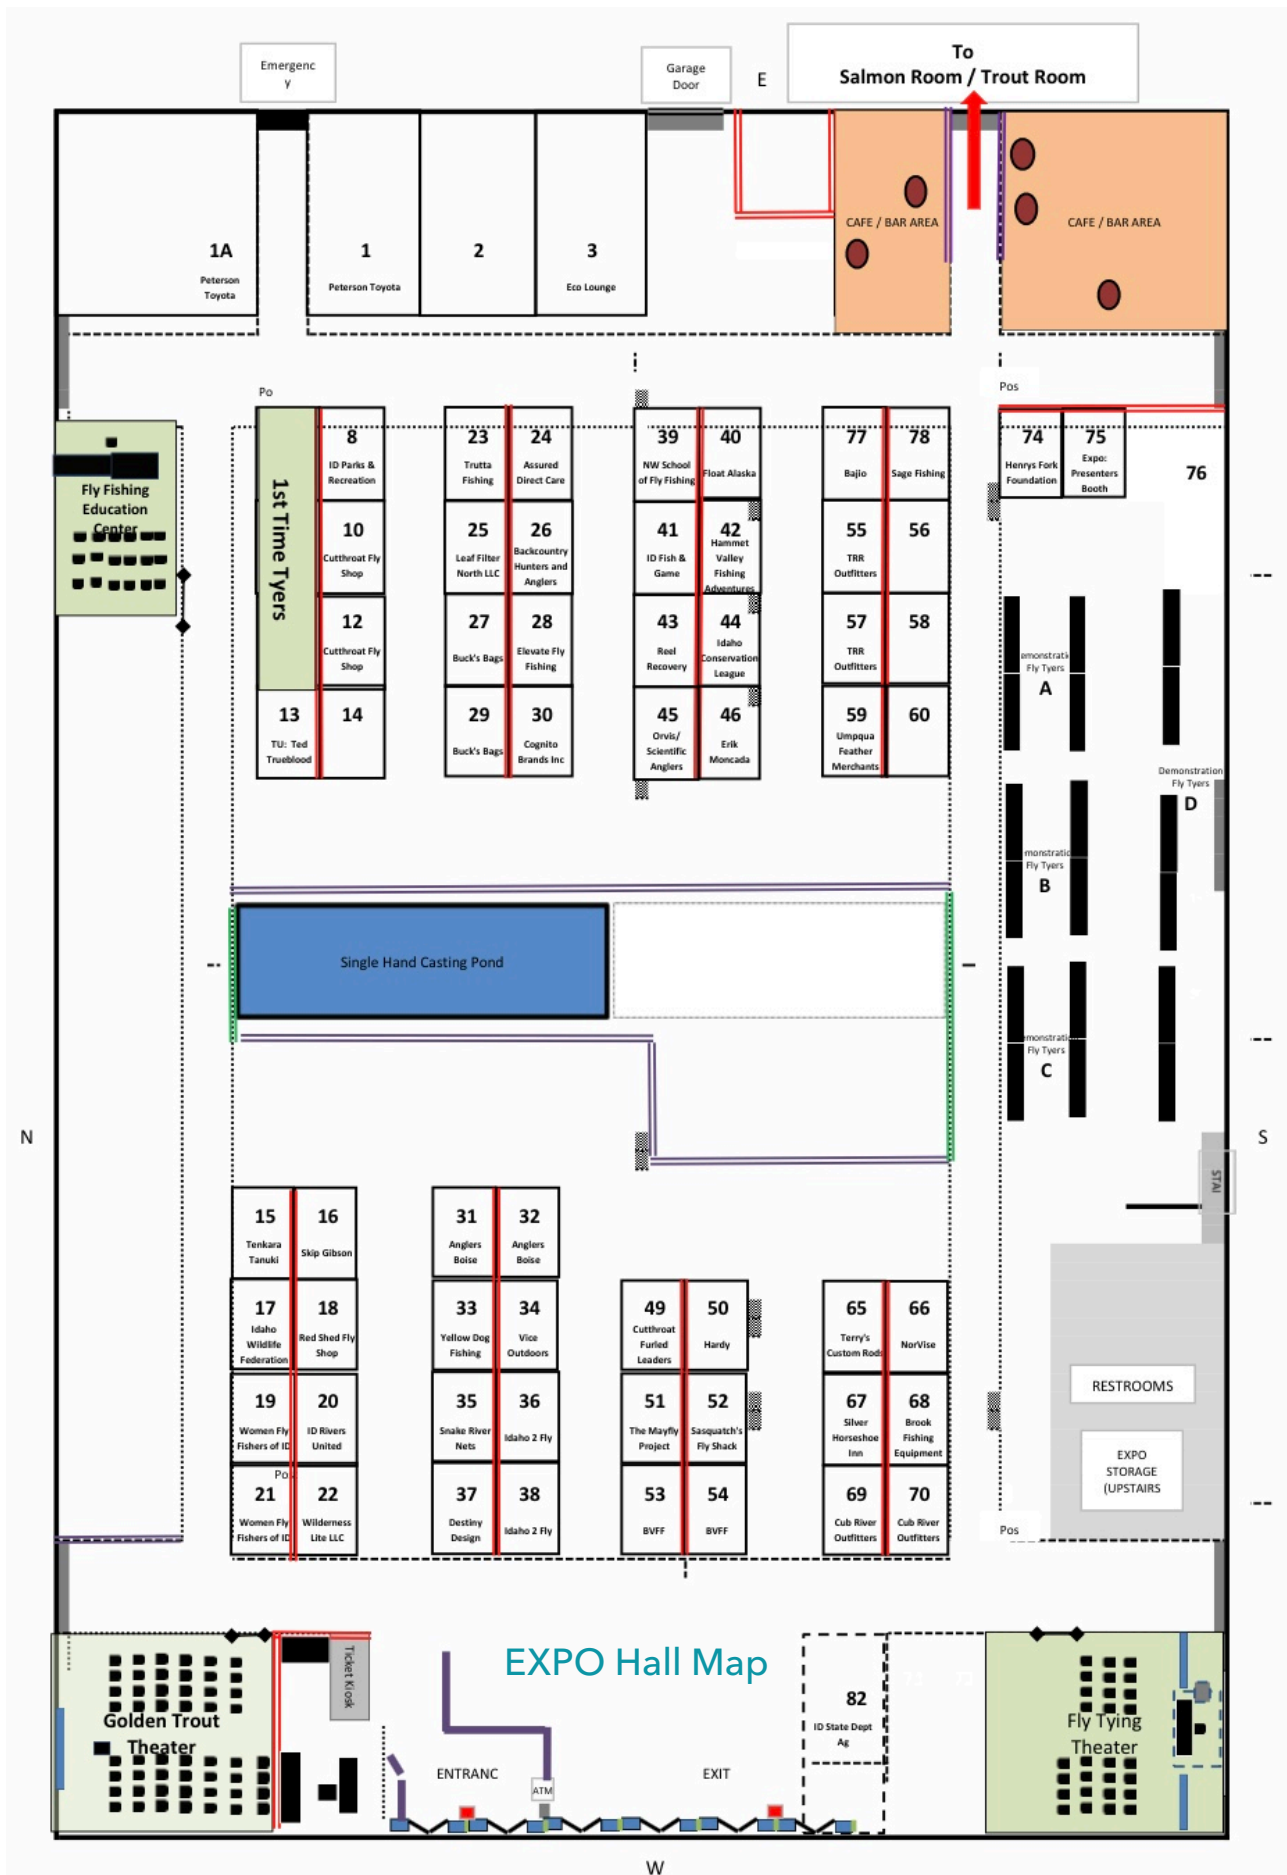 To
Salmon Room / Trout Room
Emergenc
y
Garage
Door
E
1A
Peterson
Toyota
1
Peterson Toyota
2
3
Eco Lounge
CAFE / BAR AREA
CAFE / BAR AREA
Po
Pos
Fly Fishing
Education
Center
1st Time Tyers
8
ID Parks &
Recreation
10
Cutthroat Fly
Shop
12
Cutthroat Fly
Shop
13
TU: Ted
Trueblood
14
23
Trutta
Fishing
24
Assured
Direct Care
25
Leaf Filter
North LLC
26
Backcountry
Hunters and
Anglers
27
Buck's Bags
28
Elevate Fly
Fishing
29
Buck's Bags
30
Cognito
Brands Inc
39
NW School
of Fly Fishing
40
Float Alaska
41
ID Fish &
Game
42
Hammet
Valley
Fishing
Adventures
43
Reel
Recovery
44
Idaho
Conservation
League
45
Orvis/
Scientific
Anglers
46
Erik
Moncada
77
Bajio
78
Sage Fishing
55
TRR
Outfitters
56
57
TRR
Outfitters
58
59
Umpqua
Feather
Merchants
60
74
Henrys Fork
Foundation
75
Expo:
Presenters
Booth
76
emonstratic
Fly Tyers
A
Demonstration
Fly Tyers
D
monstratic
Fly Tyers
B
monstratic
Fly Tyers
C
Single Hand Casting Pond
N
S
STAI
15
Tenkara
Tanuki
16
Skip Gibson
17
Idaho
Wildlife
Federation
18
Red Shed Fly
Shop
19
Women Fly
Fishers of ID
20
ID Rivers
United
Pos
21
Women Fly
Fishers of ID
22
Wilderness
Lite LLC
31
Anglers
Boise
32
Anglers
Boise
33
Yellow Dog
Fishing
34
Vice
Outdoors
35
Snake River
Nets
36
Idaho 2 Fly
37
Destiny
Design
38
Idaho 2 Fly
49
Cutthroat
Furled
Leaders
50
Hardy
51
The Mayfly
Project
52
Sasquatch's
Fly Shack
53
BVFF
54
BVFF
65
Terry's
Custom Rods
66
NorVise
67
Silver
Horseshoe
Inn
68
Brook
Fishing
Equipment
69
Cub River
Outfitters
70
Cub River
Outfitters
RESTROOMS
EXPO
STORAGE
(UPSTAIRS
Pos
Golden Trout
Theater
Ticket Kiosk
EXPO Hall Map
ENTRANC
ATM
EXIT
82
ID State Dept
Ag
Fly Tying
Theater
W